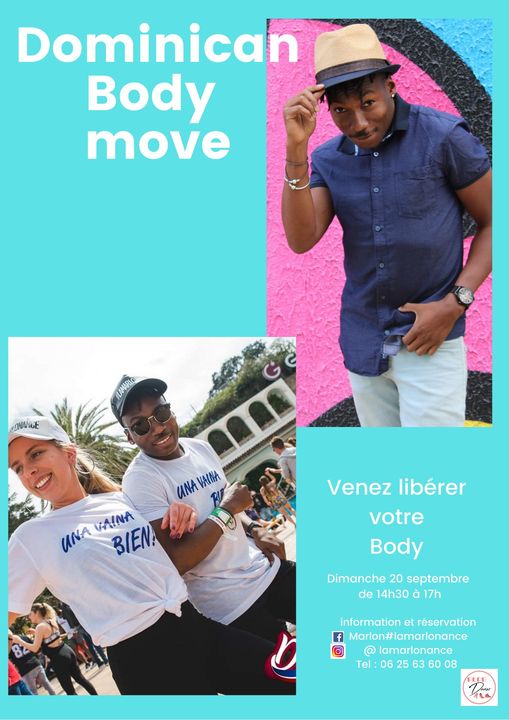 Dominican
Body
move
UNA VAINA
BIEN
UNA VAINA
Venez libérer
votre
Body
Dimanche 20 septembre
de 14h30 à 17h
information et réservation
Marlon#lamarlonance
@ lamarlonance
Tel : 06 25 63 60 08